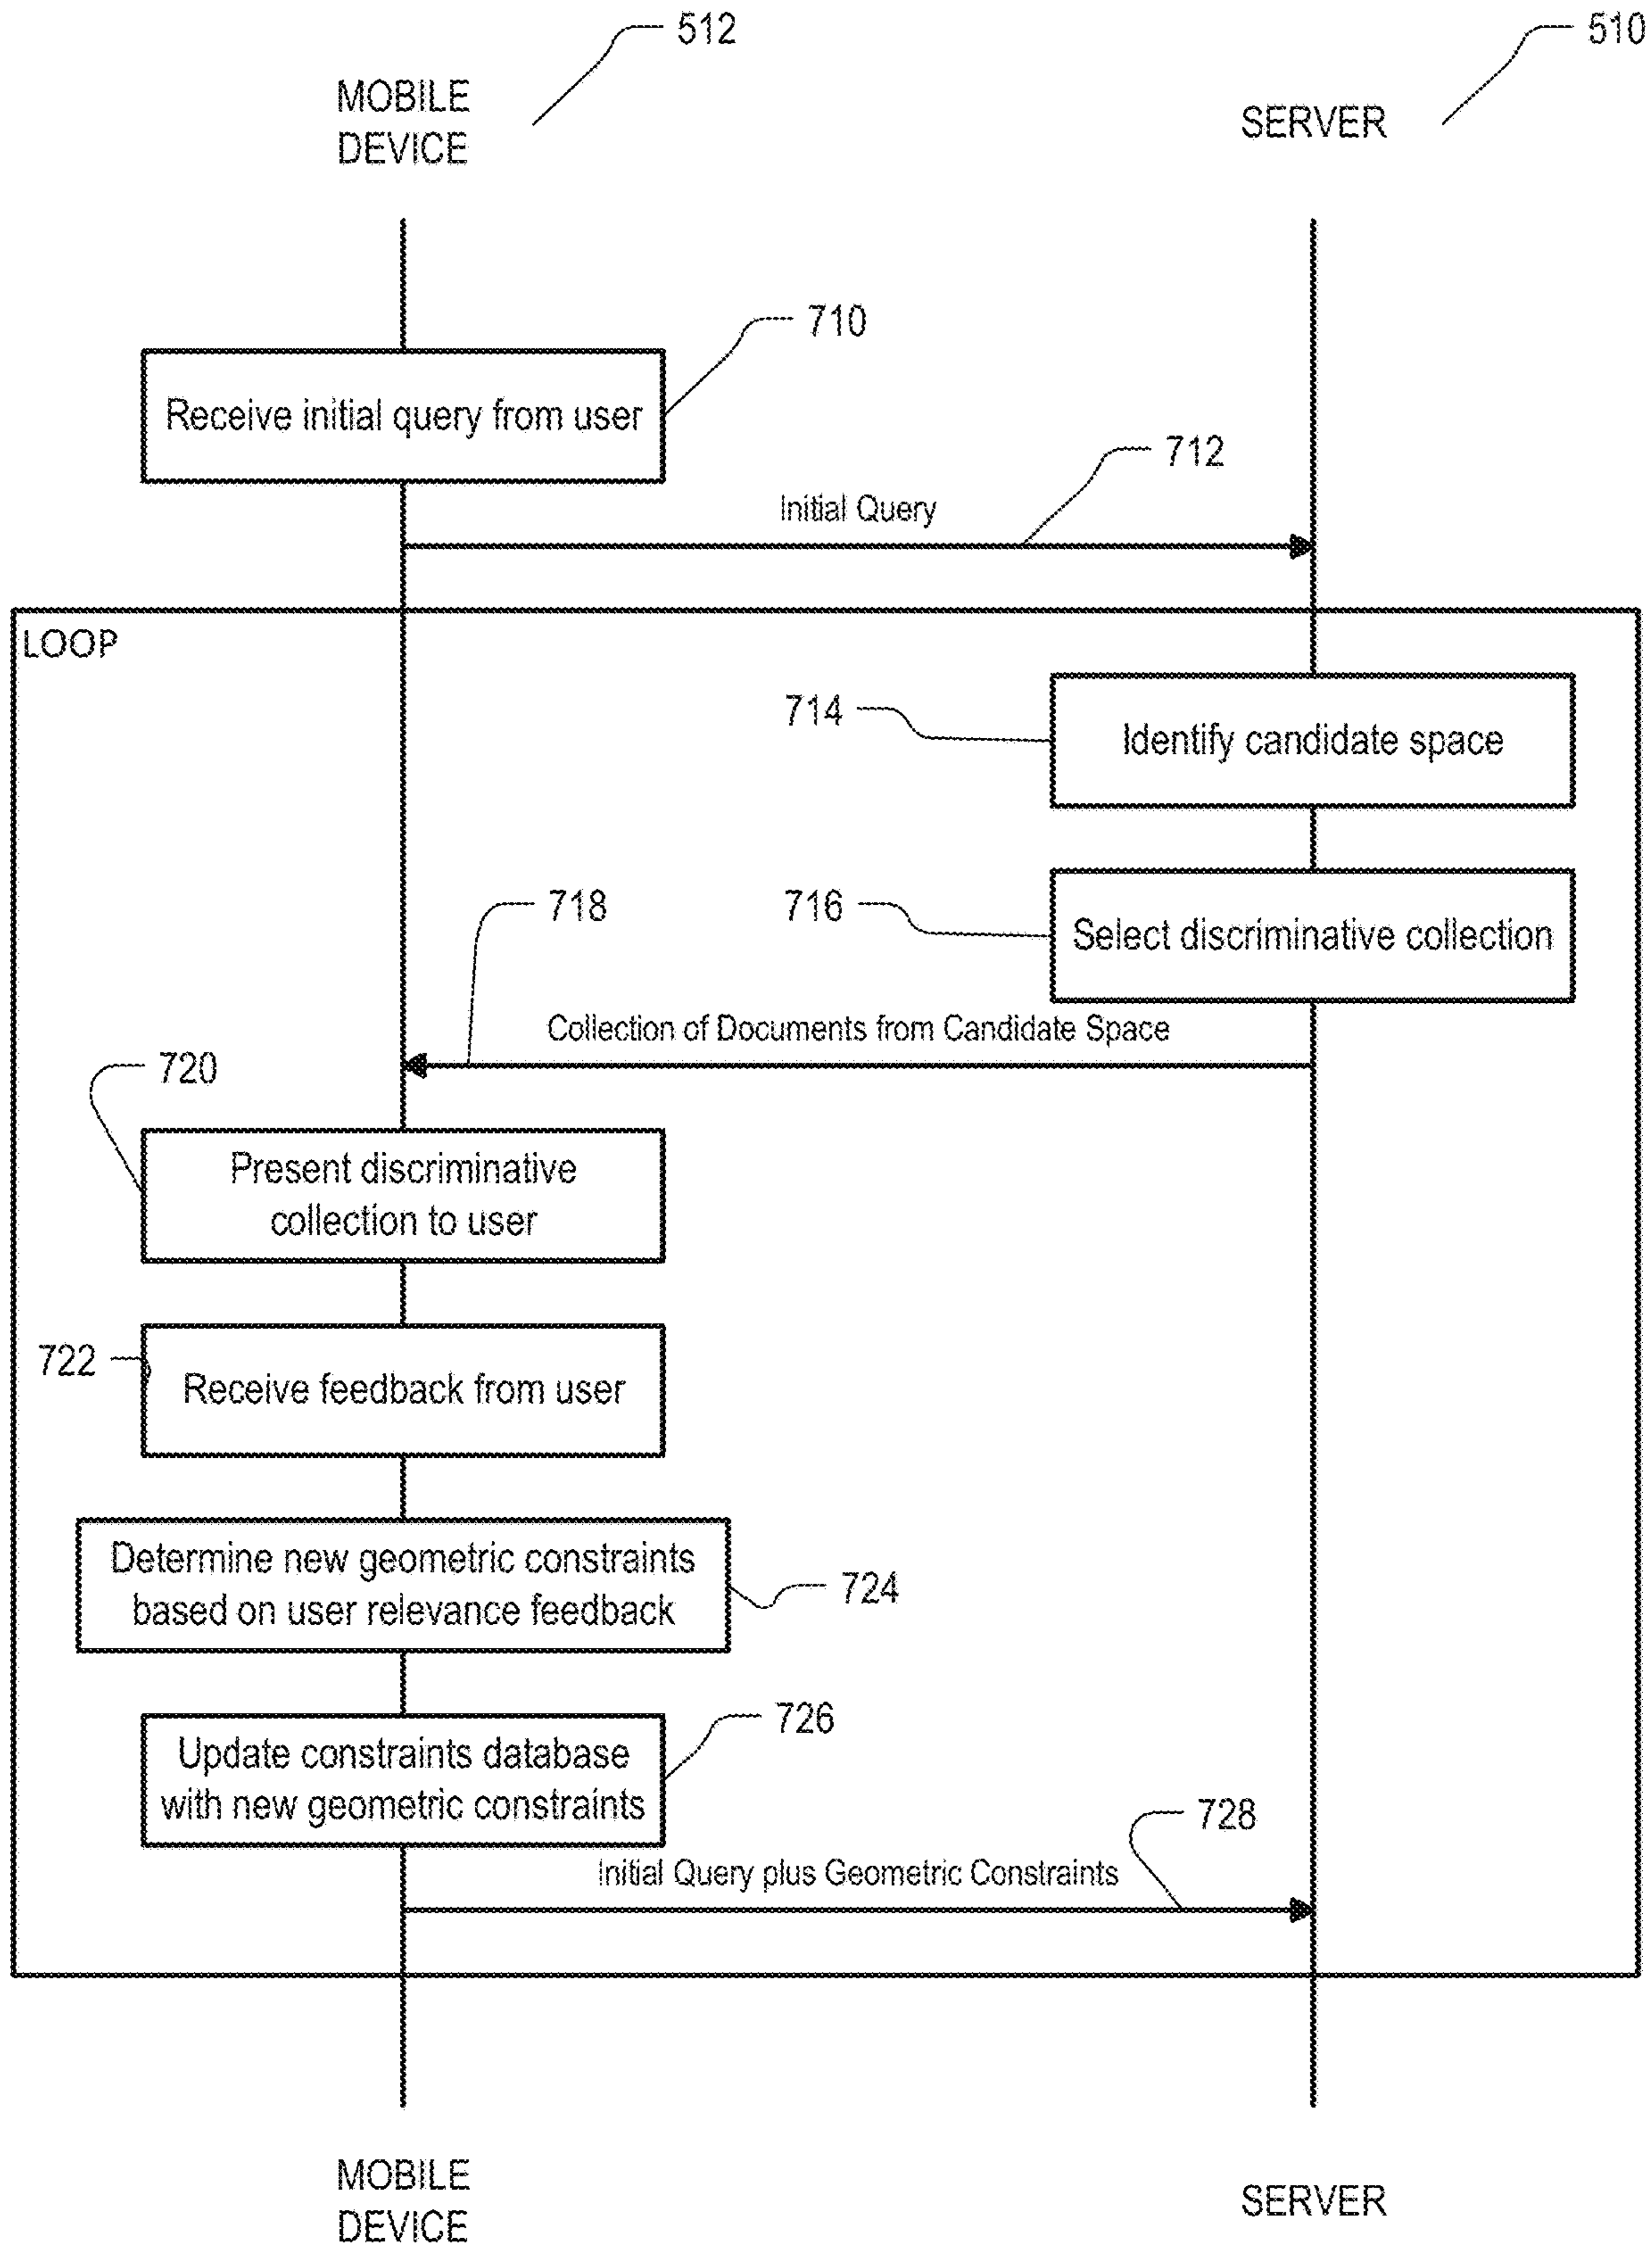 512
510
MOBILE
DEVICE
SERVER
710
Receive initial query from user
712
Initial Query
LOOP
714
Identify candidate space
718
716
Select discriminative collection
Collection of Documents from Candidate Space
720
Present discriminative
collection to user
722
Receive feedback from user
Determine new geometric constraints
based on user relevance feedback
724
726
Update constraints database
with new geometric constraints
728
Initial Query plus Geometric Constraints
MOBILE
DEVICE
SERVER